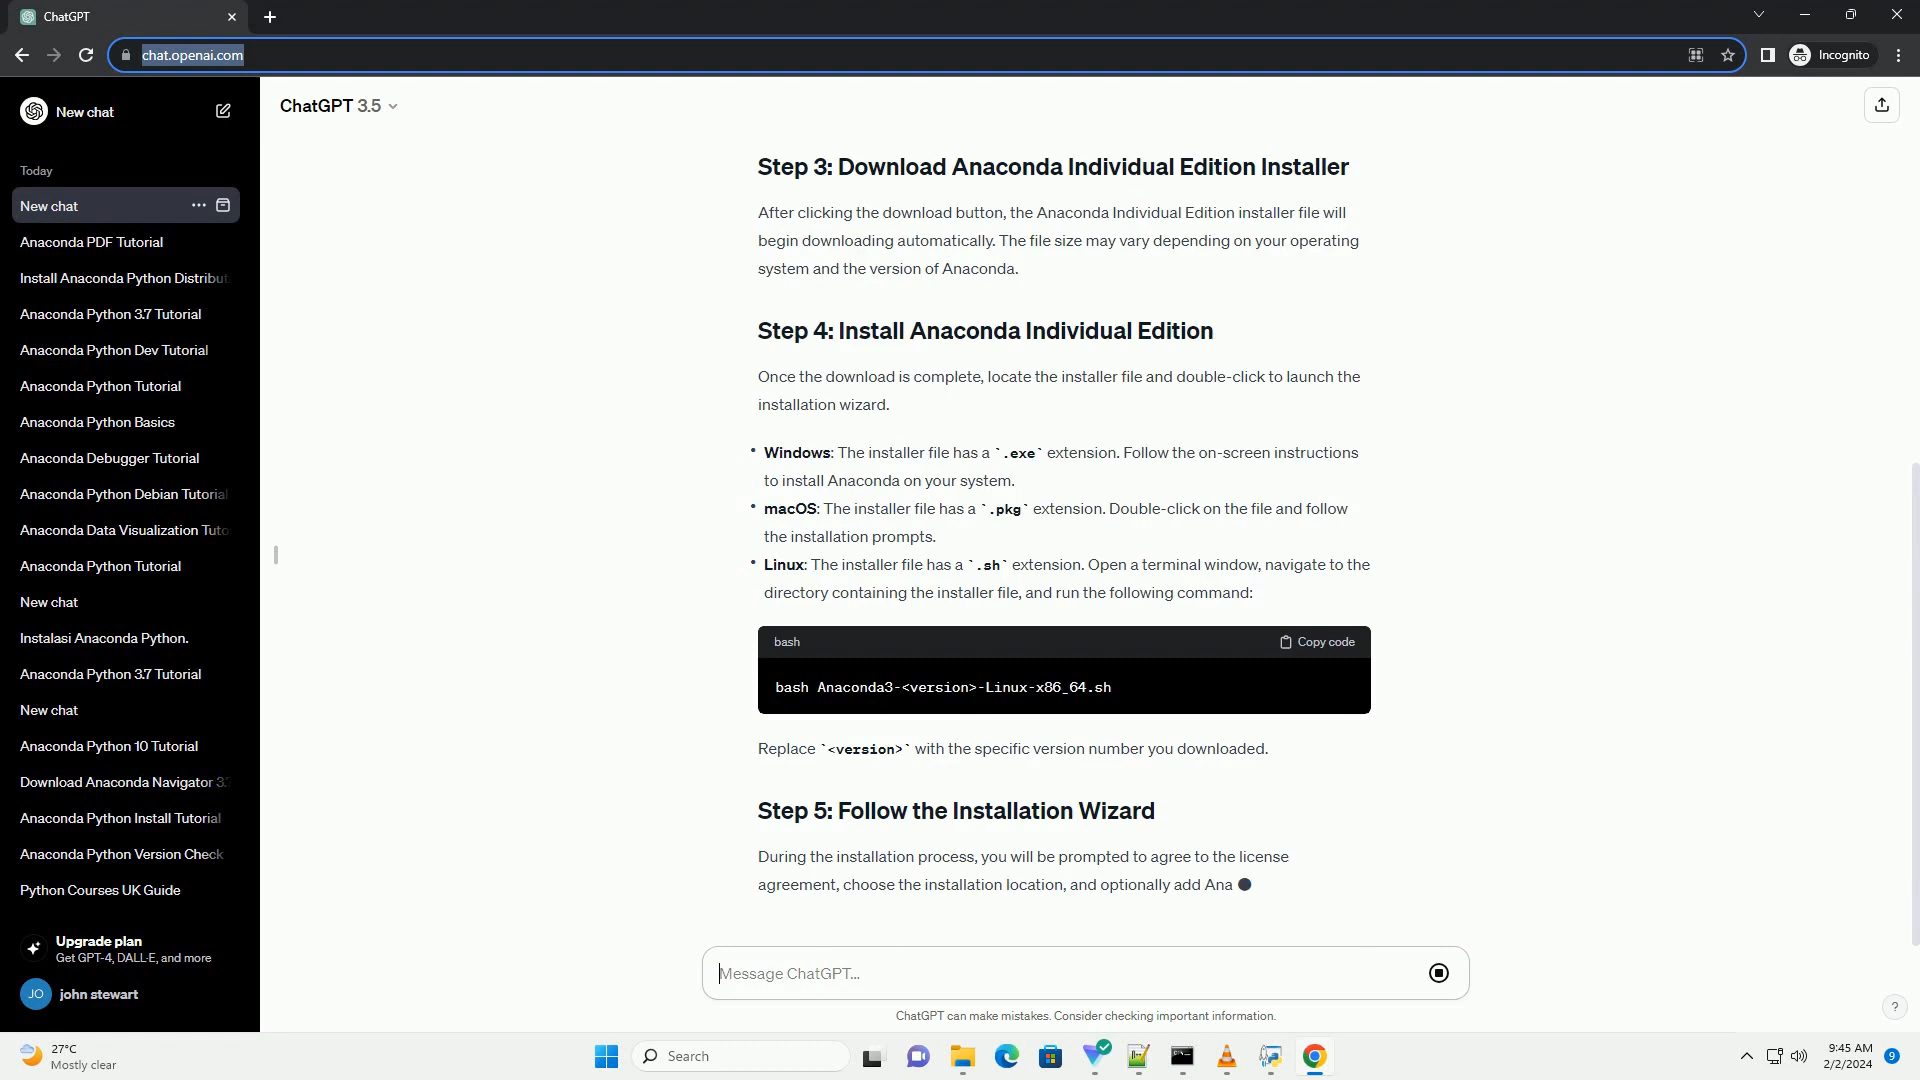 ChatGPT
chat.openai.com
Incognito
New chat
Today
New chat
Anaconda PDF Tutorial
Install Anaconda Python Distribut
Anaconda Python 3.7 Tutorial
Anaconda Python Dev Tutorial
Anaconda Python Tutorial
Anaconda Python Basics
Anaconda Debugger Tutorial
Anaconda Python Debian Tutorial
Anaconda Data Visualization Tuto
Anaconda Python Tutorial
New chat
Instalasi Anaconda Python.
Anaconda Python 3.7 Tutorial
New chat
Anaconda Python 10 Tutorial
Download Anaconda Navigator 3.7
Anaconda Python Install Tutorial
Anaconda Python Version Check
Python Courses UK Guide
Upgrade plan
Get GPT-4, DALL·E, and more
JO john stewart
ChatGPT 3.5
Step 3: Download Anaconda Individual Edition Installer
After clicking the download button, the Anaconda Individual Edition installer file will
begin downloading automatically. The file size may vary depending on your operating
system and the version of Anaconda.
Step 4: Install Anaconda Individual Edition
Once the download is complete, locate the installer file and double-click to launch the
installation wizard.
• Windows: The installer file has a `.exe` extension. Follow the on-screen instructions
to install Anaconda on your system.
• macOS: The installer file has a `.pkg` extension. Double-click on the file and follow
the installation prompts.
• Linux: The installer file has a `.sh` extension. Open a terminal window, navigate to the
directory containing the installer file, and run the following command:
bash Copy code
bash Anaconda3-<version>-Linux-x86_64.sh
Replace `<version>` with the specific version number you downloaded.
Step 5: Follow the Installation Wizard
During the installation process, you will be prompted to agree to the license
agreement, choose the installation location, and optionally add Ana
Message ChatGPT...
ChatGPT can make mistakes. Consider checking important information.
?
27°C
Mostly clear
Search
9:45 AM
2/2/2024
9